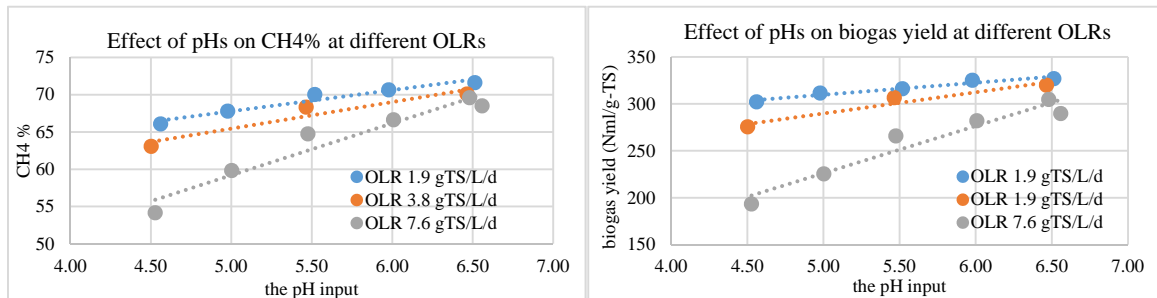 Effect of pHs on CH4% at different OLRs
75
70
65
60
55
50
CH4 %
OLR 1.9 gTS/L/d
OLR 3.8 gTS/L/d
OLR 7.6 gTS/L/d
4.00 4.50 5.00 5.50 6.00 6.50 7.00
the pH input
Effect of pHs on biogas yield at different OLRs
350
300
250
200
150
biogas yield (Nml/g-TS)
OLR 1.9 gTS/L/d
OLR 1.9 gTS/L/d
OLR 7.6 gTS/L/d
4.00 4.50 5.00 5.50 6.00 6.50 7.00
the pH input